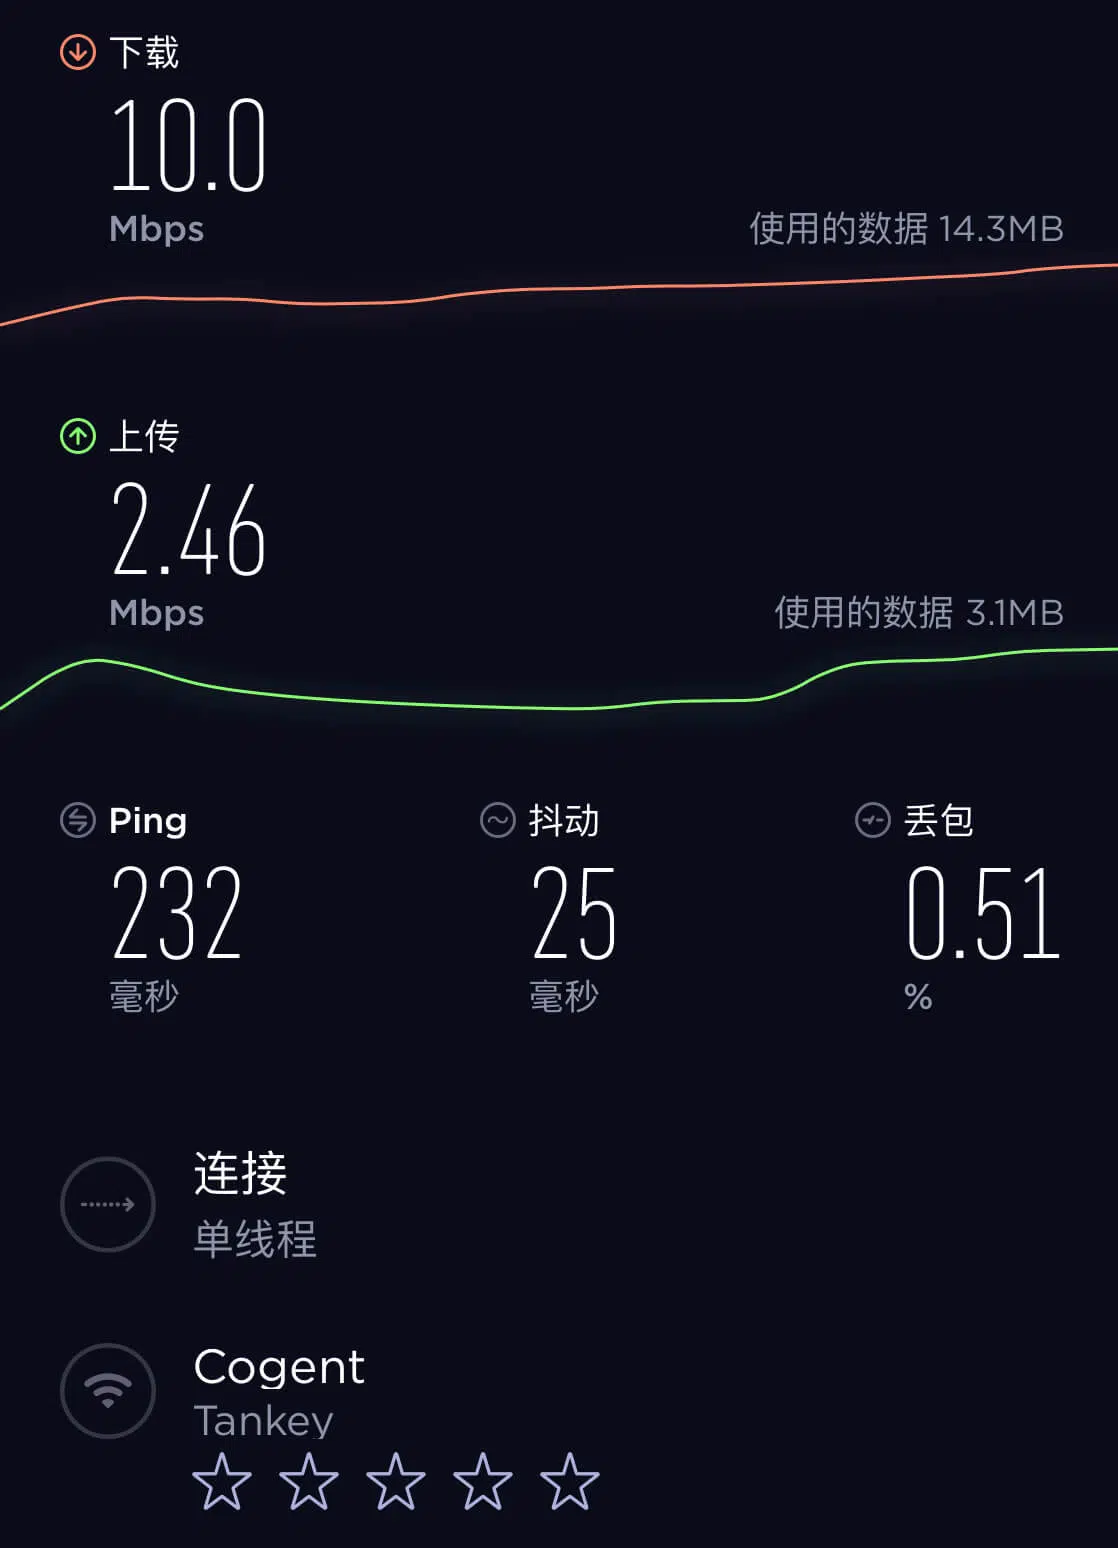 下载
10.0
Mbps
使用的数据 14.3MB
上传
2.46
Mbps
使用的数据 3.1MB
Ping
抖动
丢包
232
25
0.51
毫秒
毫秒
%
连接
单线程
Cogent
Tankey